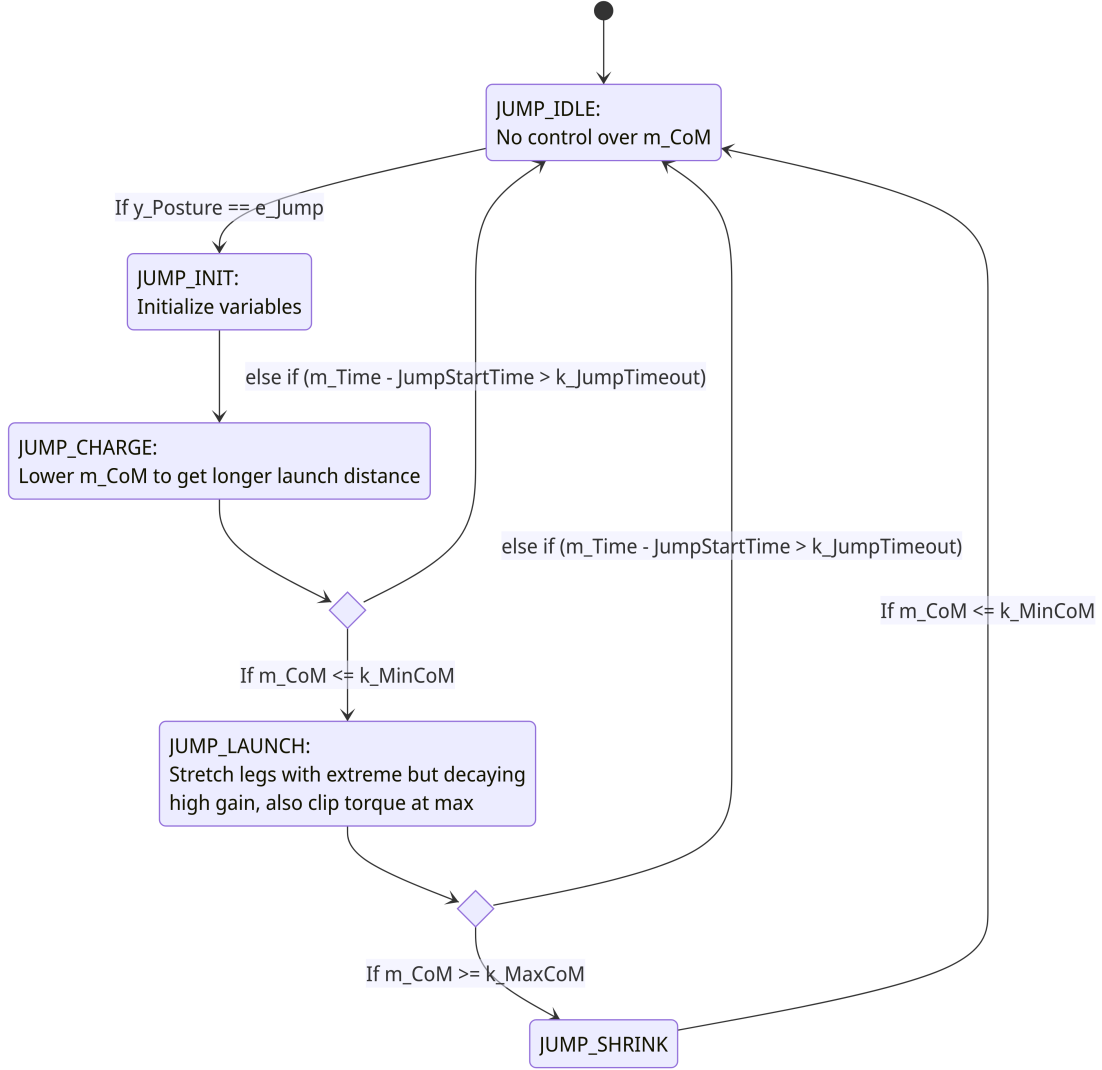 JUMP_IDLE:
No control over m_CoM
If y_Posture == e_Jump
JUMP_INIT:
Initialize variables
else if (m_Time - JumpStartTime > k_JumpTimeout)
JUMP_CHARGE:
Lower m_CoM to get longer launch distance
else if (m_Time - JumpStartTime > k_JumpTimeout)
If m_CoM <= k_MinCoM
If m_CoM <= k_MinCoM
JUMP_LAUNCH:
Stretch legs with extreme but decaying
high gain, also clip torque at max
If m_CoM >= k_MaxCoM
JUMP_SHRINK